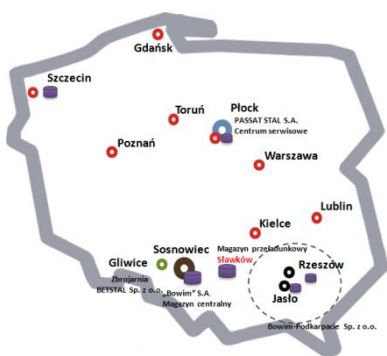 Gdańsk
Szczecin
Toruń
Płock
PASSAT STAL S.A.
Centrum serwisowe
Poznań
Warszawa
Lublin
Kielce
Magazyn przeładunkowy
Sławków
Sosnowiec
Gliwice
Zbrojarnia
BETSTAL Sp. z o.o.
„Bowim” S.A.
Magazyn centralny
Rzeszów
Jasło
Bowim-Podkarpacie Sp. z o.o.